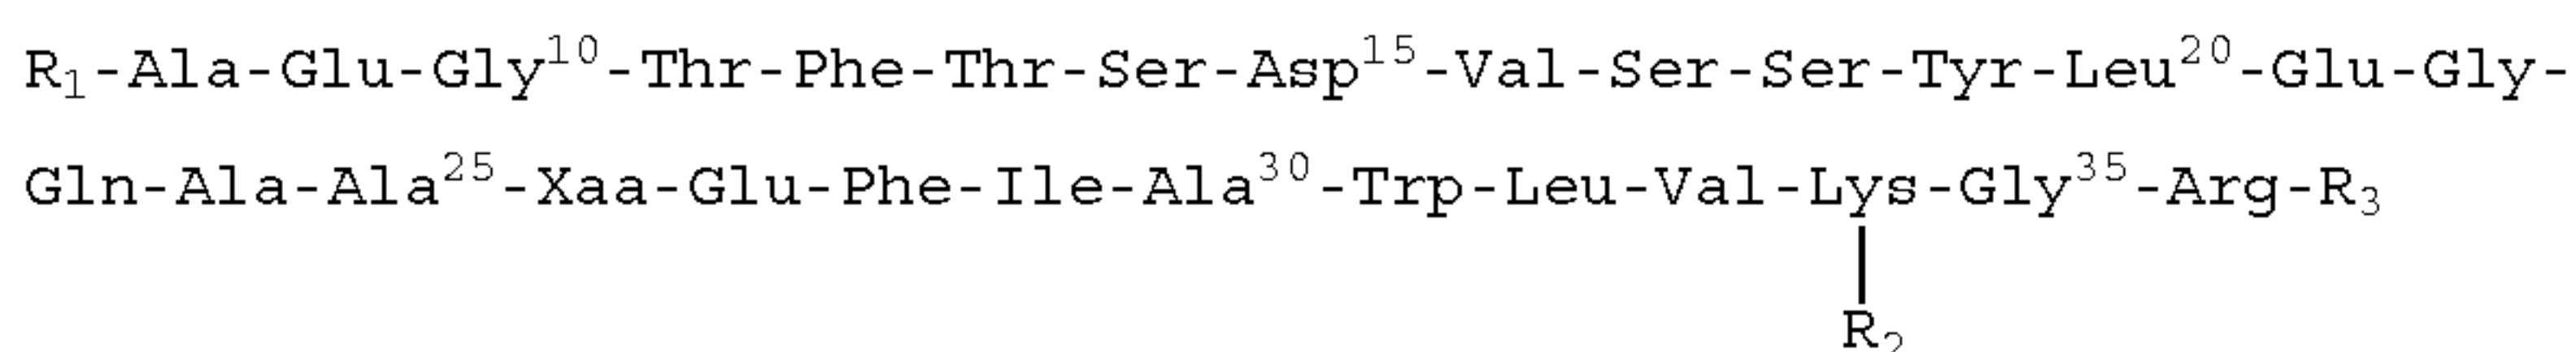 R₁-Ala-Glu-Gly¹⁰-Thr-Phe-Thr-Ser-Asp¹⁵-Val-Ser-Ser-Tyr-Leu²⁰-Glu-Gly-
Gln-Ala-Ala²⁵-Xaa-Glu-Phe-Ile-Ala³⁰-Trp-Leu-Val-Lys-Gly³⁵-Arg-R₃
R₂